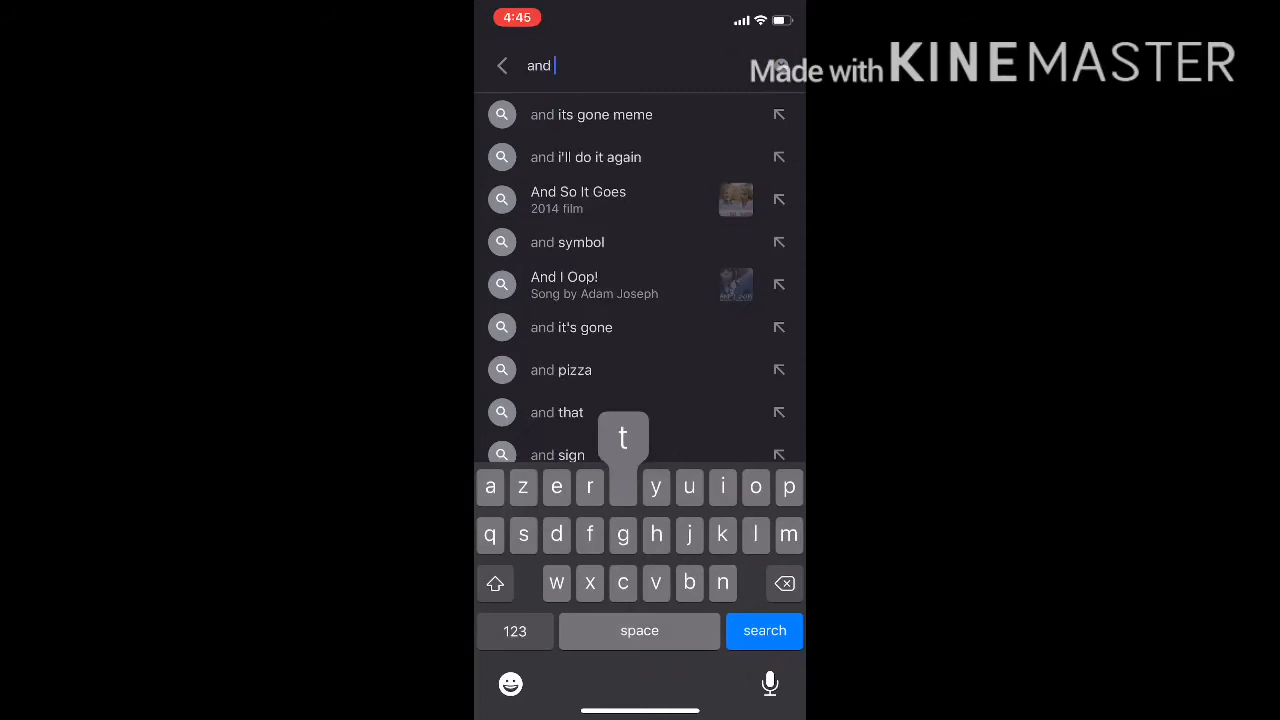 4:45
and
Made with KINEMASTER
and its gone meme
and i'll do it again
And So It Goes
2014 film
and symbol
And I Oop!
Song by Adam Joseph
and it's gone
and pizza
and that
and sign
t
a z e r y u i o p
q s d f g h j k l m
w x c v b n
123 space search